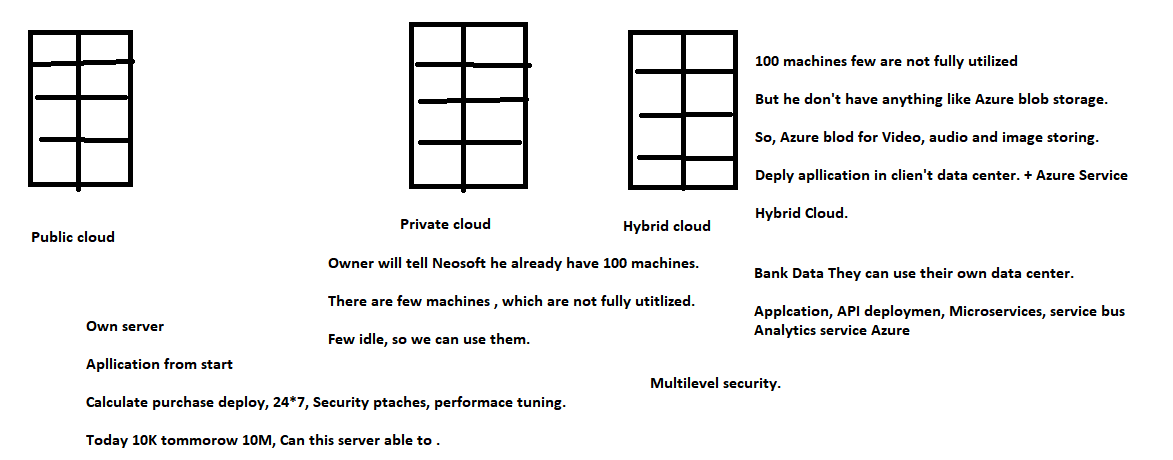 Public cloud
Own server
Apllication from start
Calculate purchase deploy, 24*7, Security ptaches, performace tuning.
Today 10K tommorow 10M, Can this server able to .
Private cloud
Owner will tell Neosoft he already have 100 machines.
There are few machines , which are not fully utitlized.
Few idle, so we can use them.
Hybrid cloud
100 machines few are not fully utilized
But he don't have anything like Azure blob storage.
So, Azure blod for Video, audio and image storing.
Deply apllication in clien't data center. + Azure Service
Hybrid Cloud.
Bank Data They can use their own data center.
Applcation, API deploymen, Microservices, service bus
Analytics service Azure
Multilevel security.